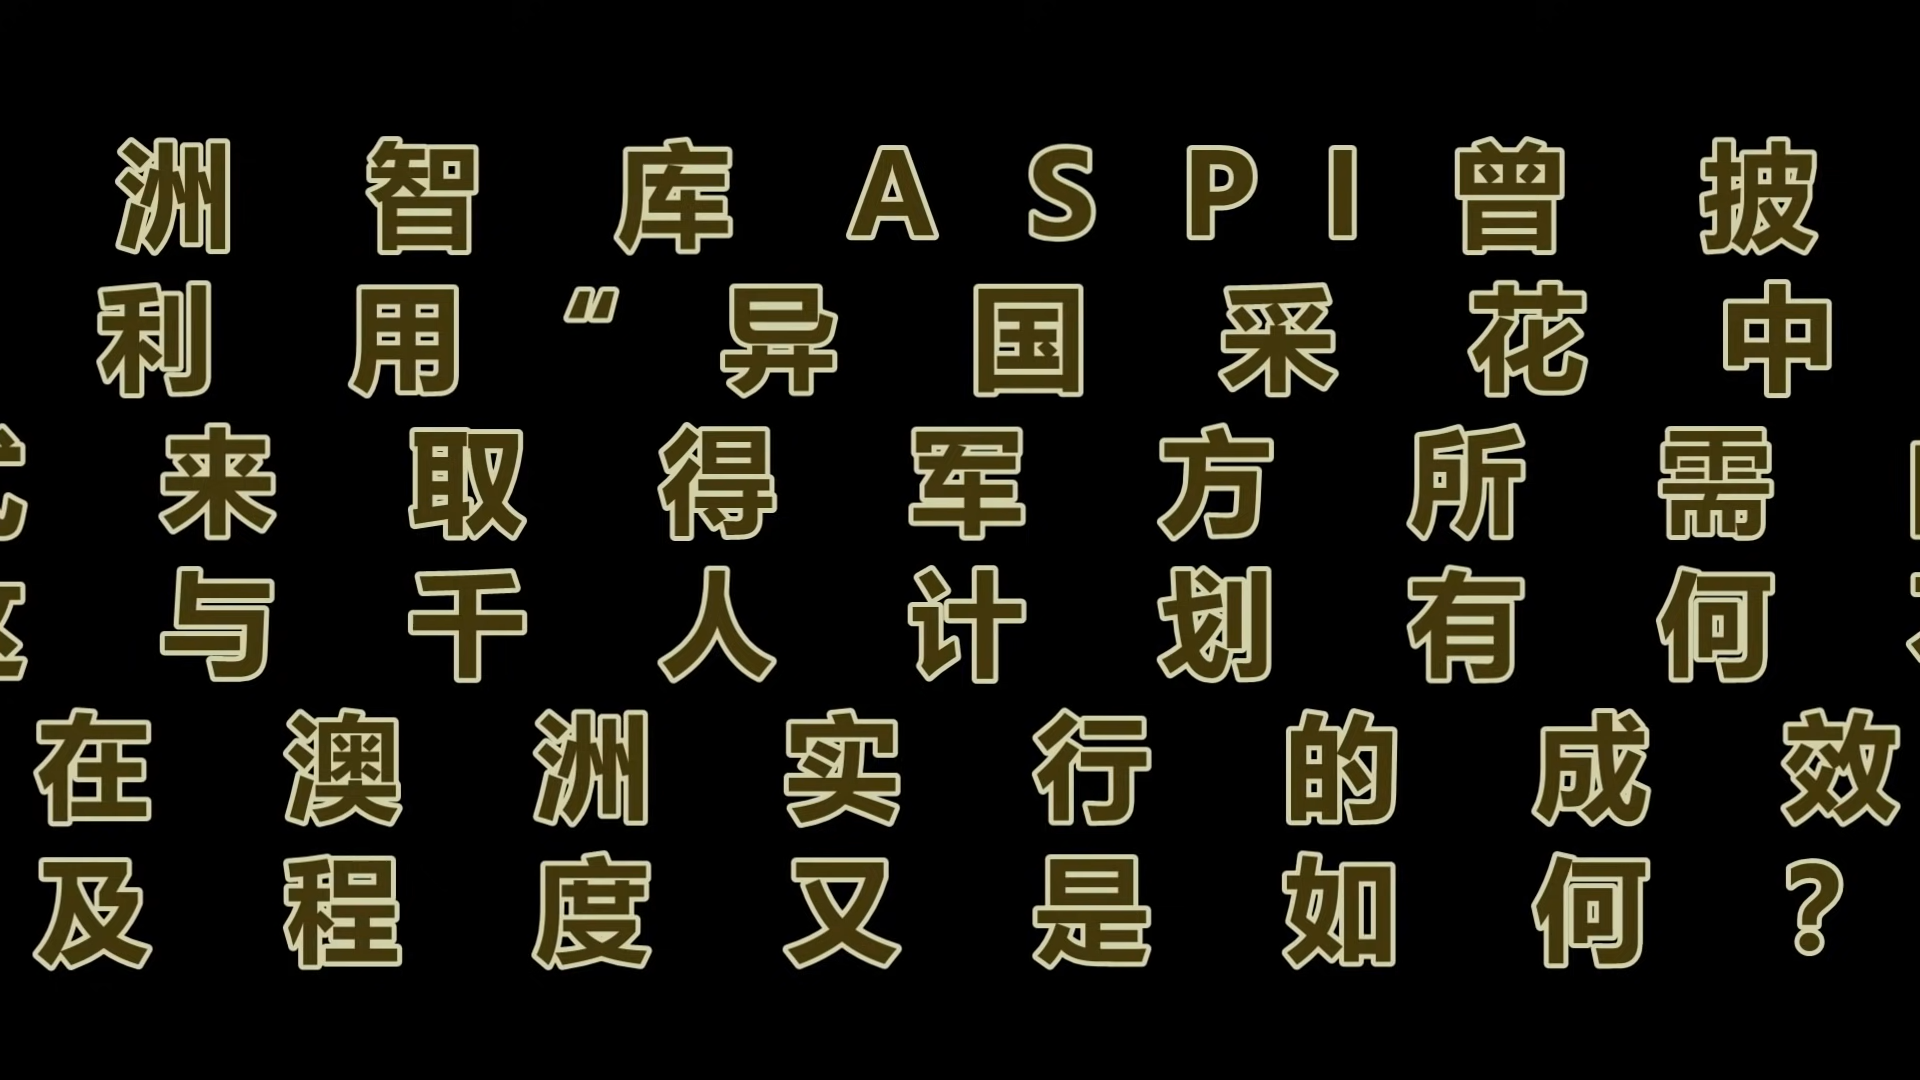 洲智库ASPI曾披
利用“异国采花中
式来取得军方所需
这与千人计划有何
在澳洲实行的成效
及程度又是如何？